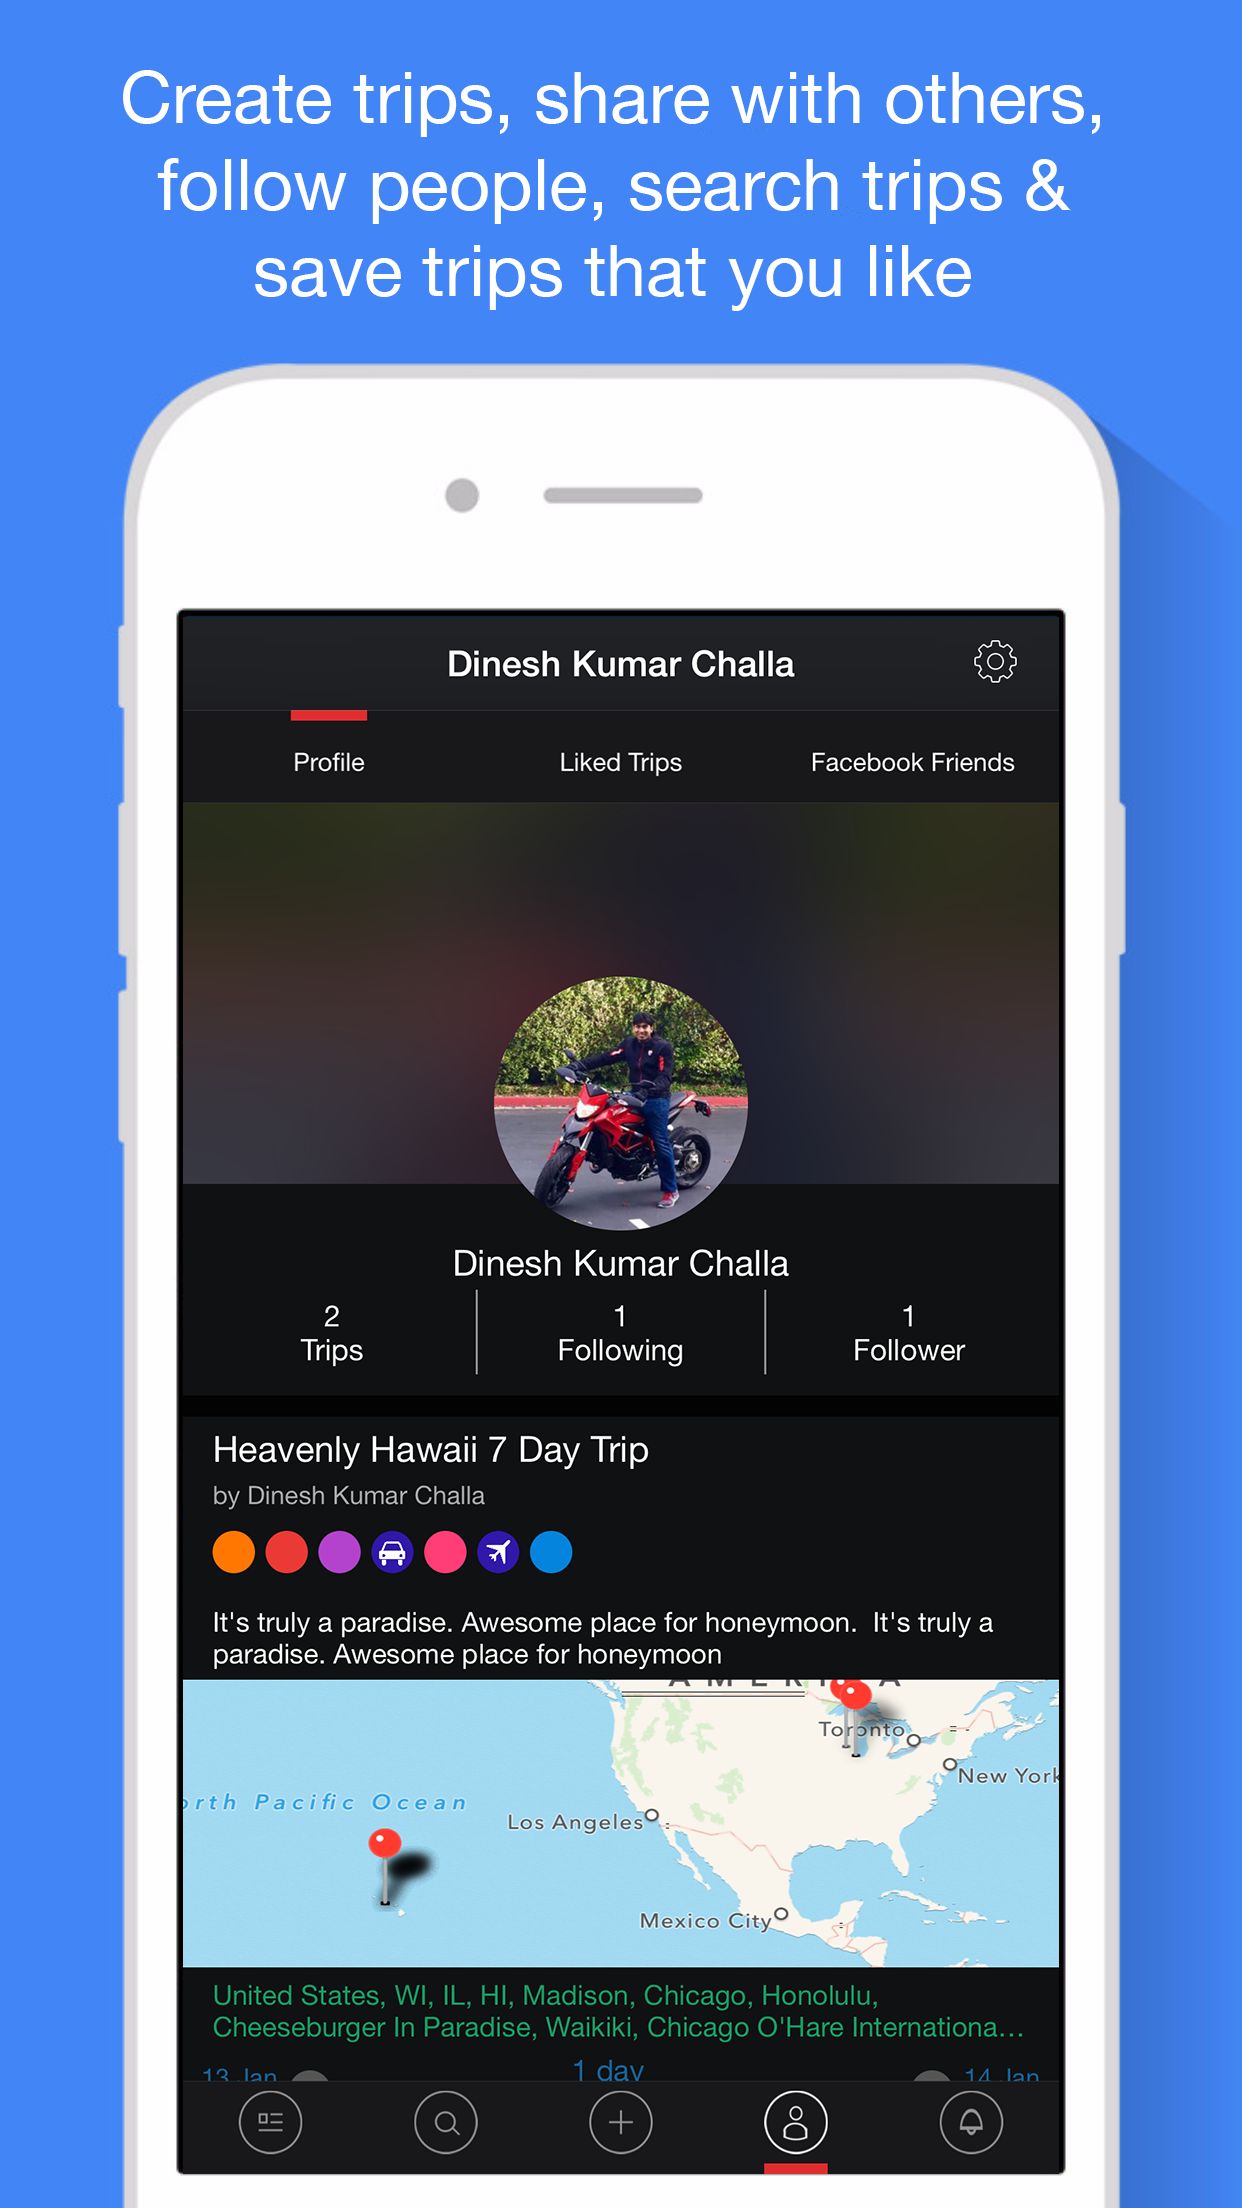 Create trips, share with others,
follow people, search trips &
save trips that you like
Dinesh Kumar Challa
Profile
Liked Trips
Facebook Friends
Dinesh Kumar Challa
2
Trips
1
Following
1
Follower
Heavenly Hawaii 7 Day Trip
by Dinesh Kumar Challa
It's truly a paradise. Awesome place for honeymoon.  It's truly a
paradise. Awesome place for honeymoon
Toronto
New York
orth Pacific Ocean
Los Angeles
Mexico City
United States, WI, IL, HI, Madison, Chicago, Honolulu,
Cheeseburger In Paradise, Waikiki, Chicago O'Hare Internationa...
13 Jan
1 day
14 Jan